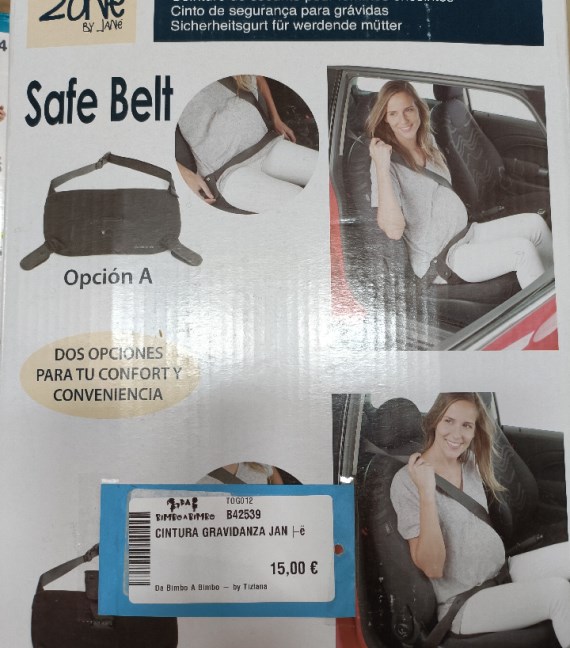 zone
BY JANÉ
Cinto de segurança para grávidas
Sicherheitsgurt für werdende mütter
Safe Belt
Opción A
DOS OPCIONES
PARA TU CONFORT Y
CONVENIENCIA
TOG012
BIMBO A BIMBO B42539
CINTURA GRAVIDANZA JAN
15,00 €
Da Bimbo A Bimbo - by Tiziana